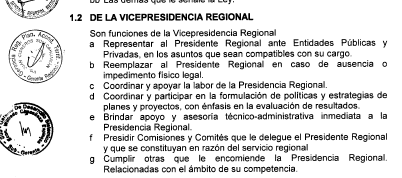 bb Las demás que le señale la Ley.
1.2 DE LA VICEPRESIDENCIA REGIONAL
Son funciones de la Vicepresidencia Regional
a Representar al Presidente Regional ante Entidades Públicas y
Privadas, en los asuntos que sean compatibles con su cargo.
b Reemplazar al Presidente Regional en caso de ausencia o
impedimento físico legal.
c Coordinar y apoyar la labor de la Presidencia Regional.
d Coordinar y participar en la formulación de políticas y estrategias de
planes y proyectos, con énfasis en la evaluación de resultados.
e Brindar apoyo y asesoría técnico-administrativa inmediata a la
Presidencia Regional.
f Presidir Comisiones y Comités que le delegue el Presidente Regional
y que se constituyan en razón del servicio regional
g Cumplir otras que le encomiende la Presidencia Regional.
Relacionadas con el ámbito de su competencia.